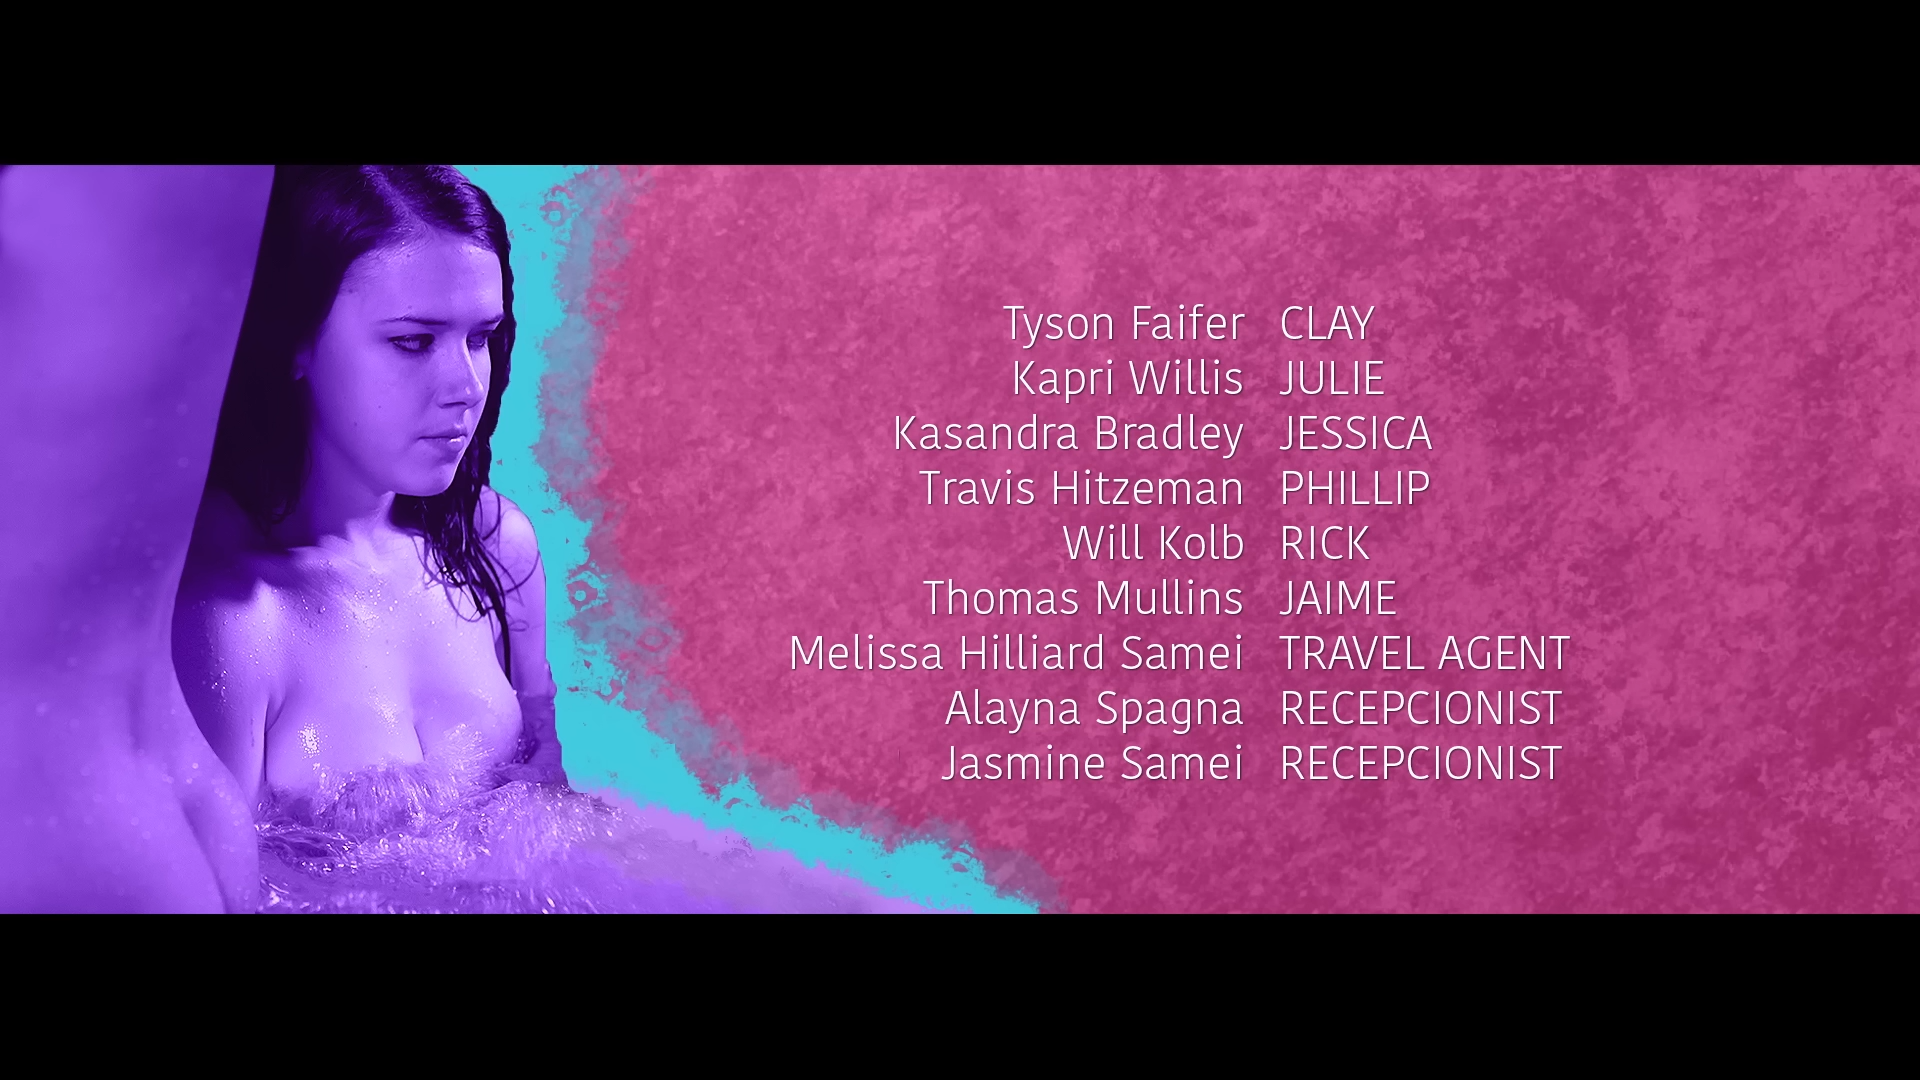 Tyson Faifer CLAY
Kapri Willis JULIE
Kasandra Bradley JESSICA
Travis Hitzeman PHILLIP
Will Kolb RICK
Thomas Mullins JAIME
Melissa Hilliard Samei TRAVEL AGENT
Alayna Spagna RECEPCIONIST
Jasmine Samei RECEPCIONIST